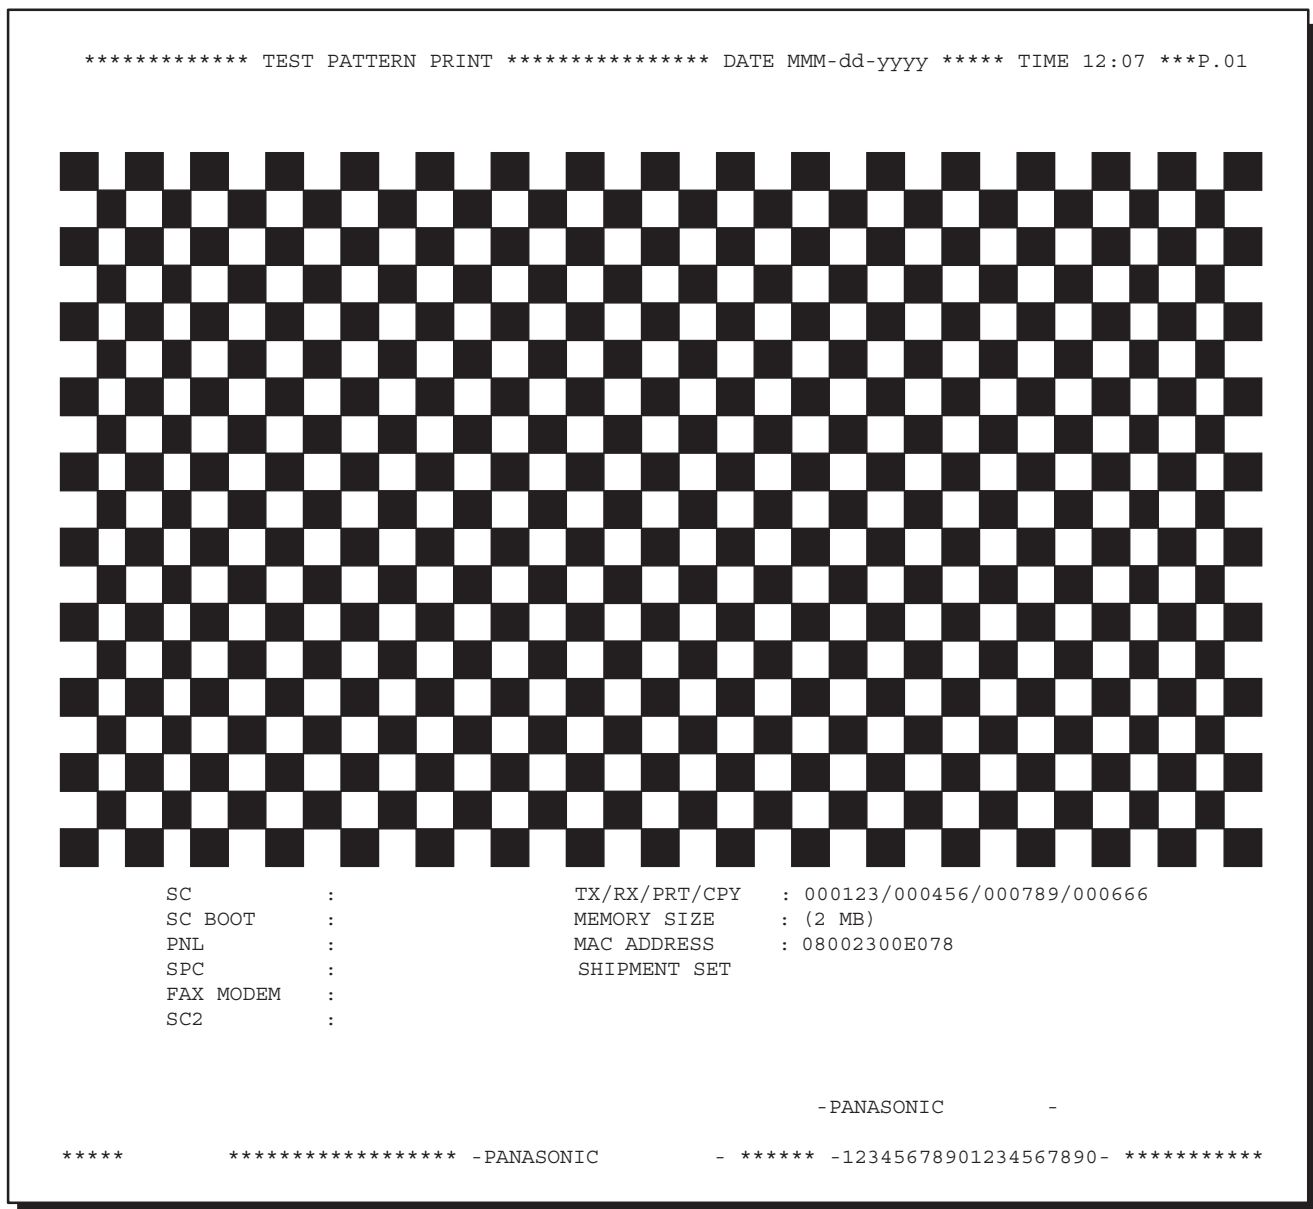 ************* TEST PATTERN PRINT **************** DATE MMM-dd-yyyy ***** TIME 12:07 ***P.01
SC : TX/RX/PRT/CPY : 000123/000456/000789/000666
SC BOOT : MEMORY SIZE : (2 MB)
PNL : MAC ADDRESS : 08002300E078
SPC : SHIPMENT SET
FAX MODEM :
SC2 :
-PANASONIC -
***** ****************** -PANASONIC - ****** -12345678901234567890- ***********